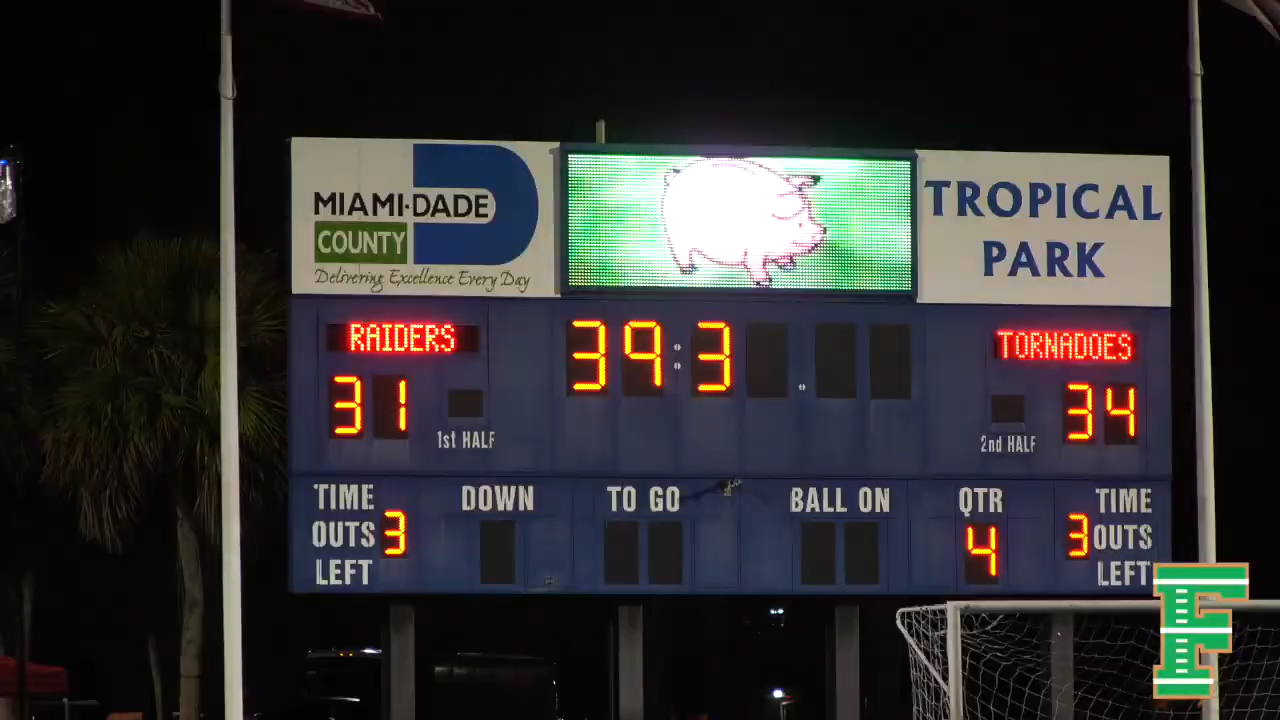 MIAMI-DADE
COUNTY
Delivering Excellence Every Day
TROPICAL
PARK
RAIDERS
39:3
TORNADOES
31
34
1st HALF
2nd HALF
TIME
OUTS
LEFT
3
DOWN
TO GO
BALL ON
QTR
4
3
TIME
OUTS
LEFT
F